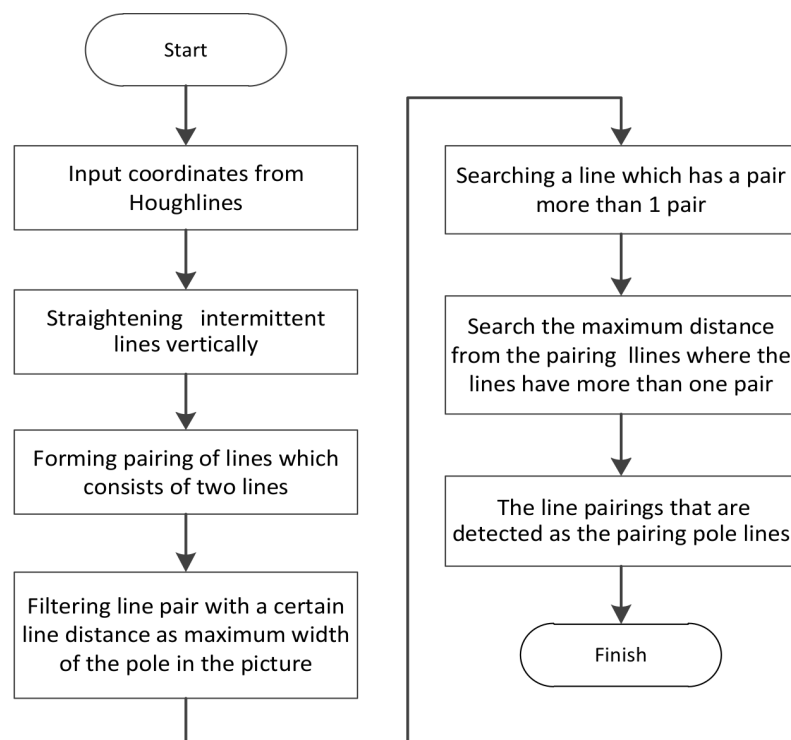 Start
Input coordinates from
Houghlines
Straightening intermittent
lines vertically
Forming pairing of lines which
consists of two lines
Filtering line pair with a certain
line distance as maximum width
of the pole in the picture
Searching a line which has a pair
more than 1 pair
Search the maximum distance
from the pairing llines where the
lines have more than one pair
The line pairings that are
detected as the pairing pole lines
Finish